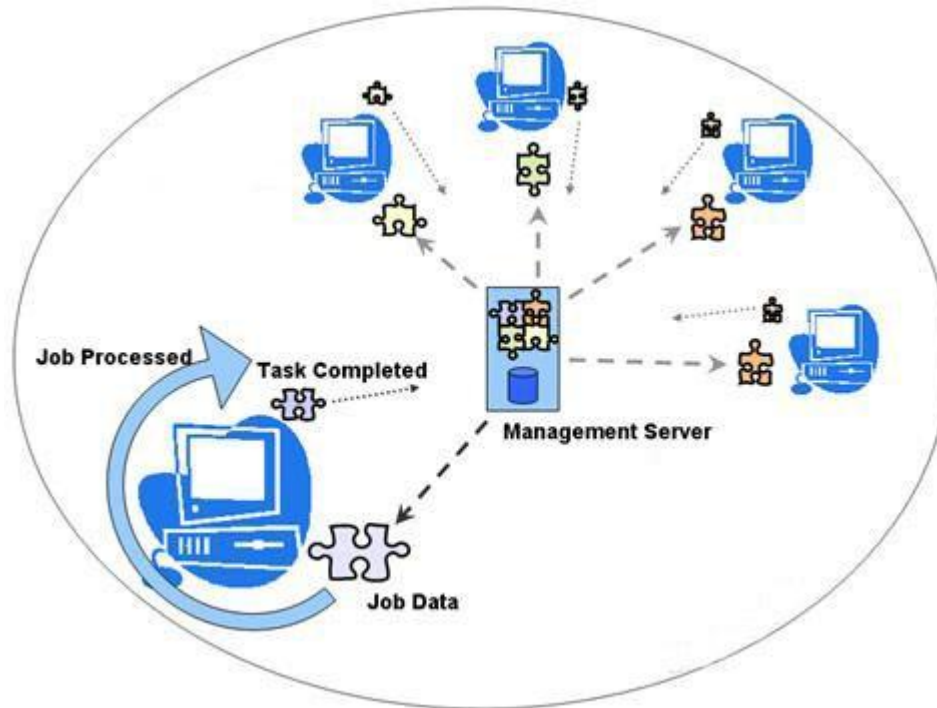 Job Processed
Task Completed
Management Server
Job Data